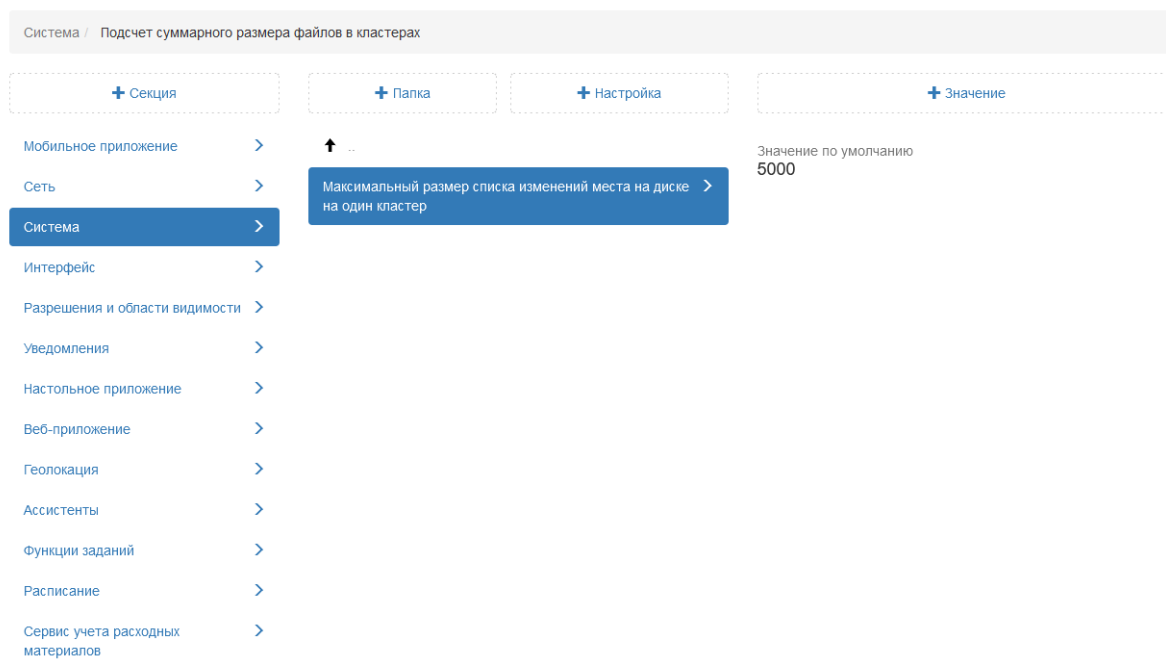 Система / Подсчет суммарного размера файлов в кластерах
+ Секция
+ Папка
+ Настройка
+ Значение
Мобильное приложение
Сеть
Система
Интерфейс
Разрешения и области видимости
Уведомления
Настольное приложение
Веб-приложение
Геолокация
Ассистенты
Функции заданий
Расписание
Сервис учета расходных
материалов
..
Максимальный размер списка изменений места на диске
на один кластер
Значение по умолчанию
5000